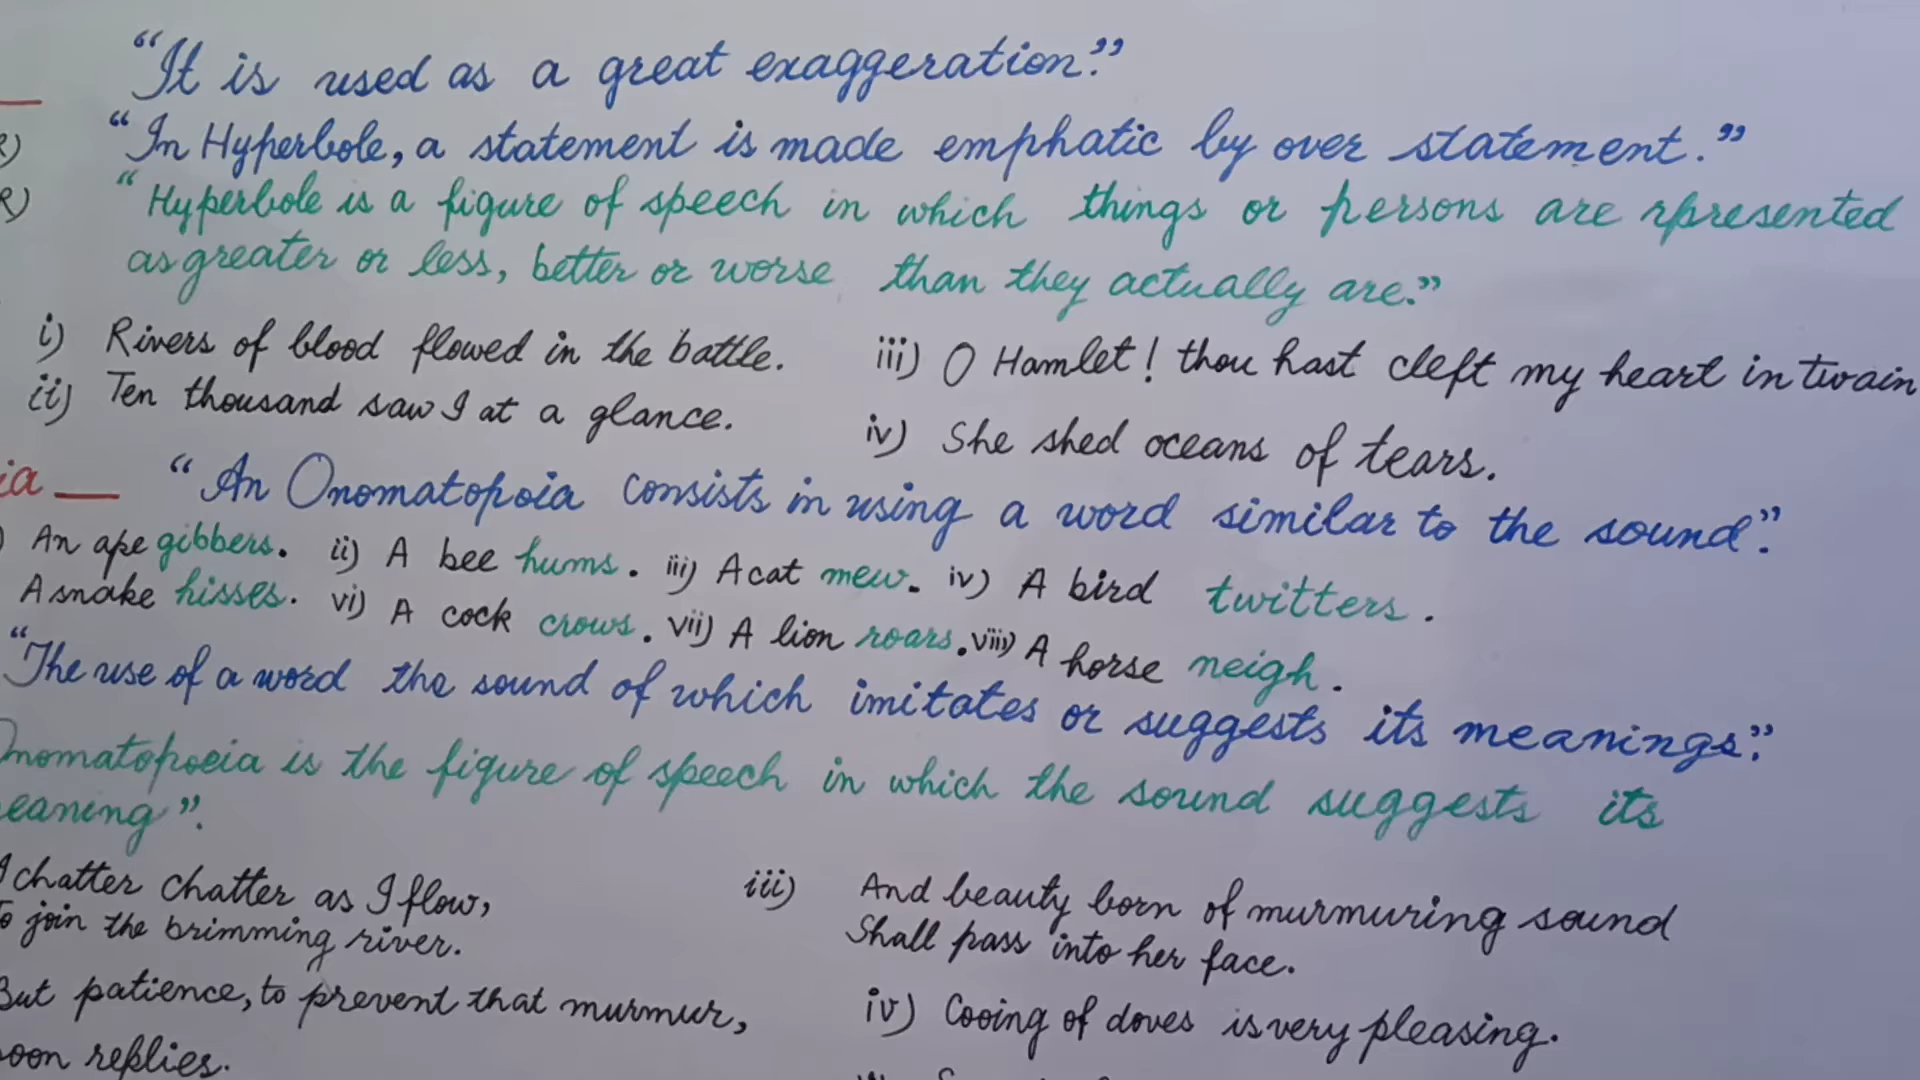 “It is used as a great exaggeration.”
R) “In Hyperbole, a statement is made emphatic by over statement.”
R) “Hyperbole is a figure of speech in which things or persons are rpresented
as greater or less, better or worse than they actually are.”
i) Rivers of blood flowed in the battle.
ii) Ten thousand saw I at a glance.
iii) O Hamlet! thou hast cleft my heart in twain
iv) She shed oceans of tears.
ia — “An Onomatopoia consists in using a word similar to the sound”.
) An ape gibbers. ii) A bee hums. iii) A cat mew. iv) A bird twitters.
A snake hisses. vi) A cock crows. vii) A lion roars. viii) A horse neigh.
“The use of a word the sound of which imitates or suggests its meanings”.
Onomatopoeia is the figure of speech in which the sound suggests its
eaning”.
I chatter chatter as I flow,
To join the brimming river.
But patience, to prevent that murmur,
soon replies.
iii) And beauty born of murmuring sound
Shall pass into her face.
iv) Cooing of doves is very pleasing.